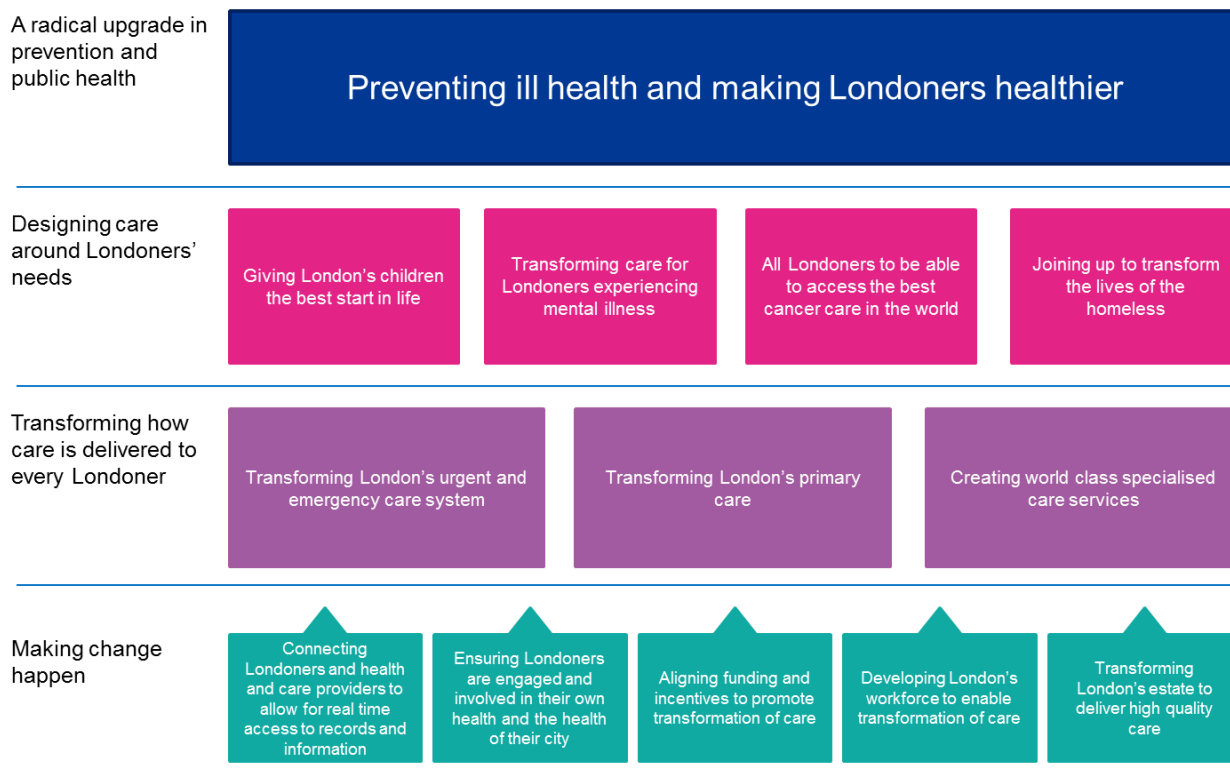 A radical upgrade in
prevention and
public health
Preventing ill health and making Londoners healthier
Designing care
around Londoners’
needs
Giving London’s children
the best start in life
Transforming care for
Londoners experiencing
mental illness
All Londoners to be able
to access the best
cancer care in the world
Joining up to transform
the lives of the
homeless
Transforming how
care is delivered to
every Londoner
Transforming London’s urgent and
emergency care system
Transforming London’s primary
care
Creating world class specialised
care services
Making change
happen
Connecting
Londoners and health
and care providers to
allow for real time
access to records and
information
Ensuring Londoners
are engaged and
involved in their own
health and the health
of their city
Aligning funding and
incentives to promote
transformation of care
Developing London’s
workforce to enable
transformation of care
Transforming
London’s estate to
deliver high quality
care